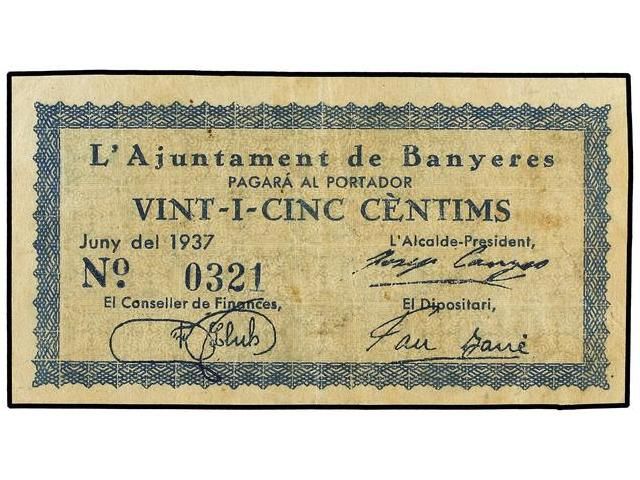 L'Ajuntament de Banyeres
PAGARÁ AL PORTADOR
VINT-I-CINC CÈNTIMS
Juny del 1937
L'Alcalde-President,
Nº 0321
Josep
El Conseller de Finances,
El Dipositari,